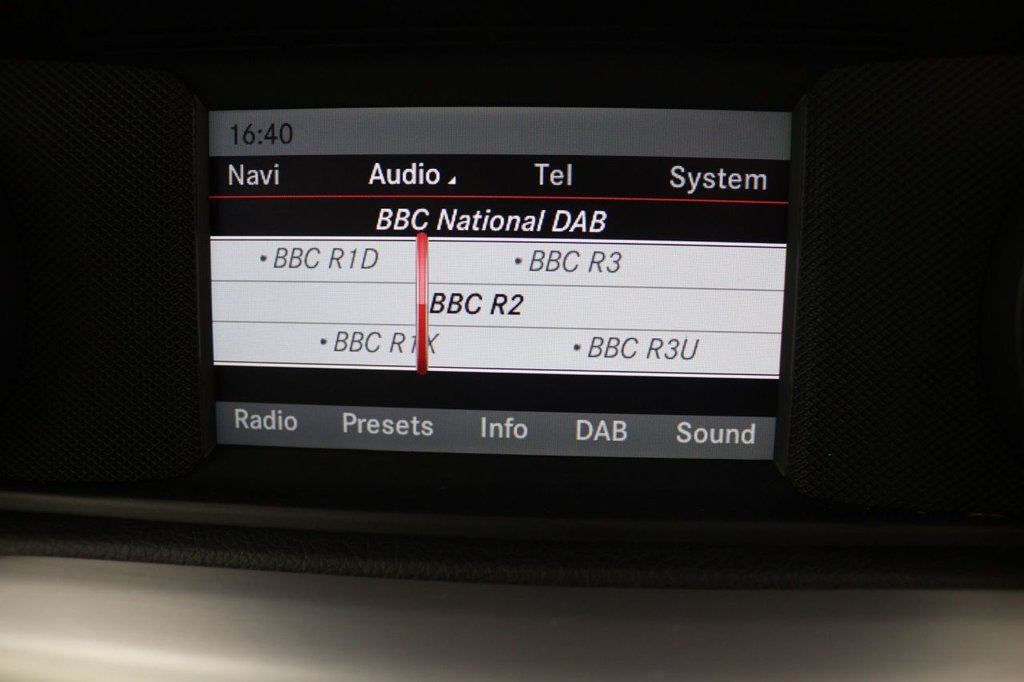 16:40
Navi Audio Tel System
BBC National DAB
• BBC R1D • BBC R3
BBC R2
• BBC R1X • BBC R3U
Radio Presets Info DAB Sound